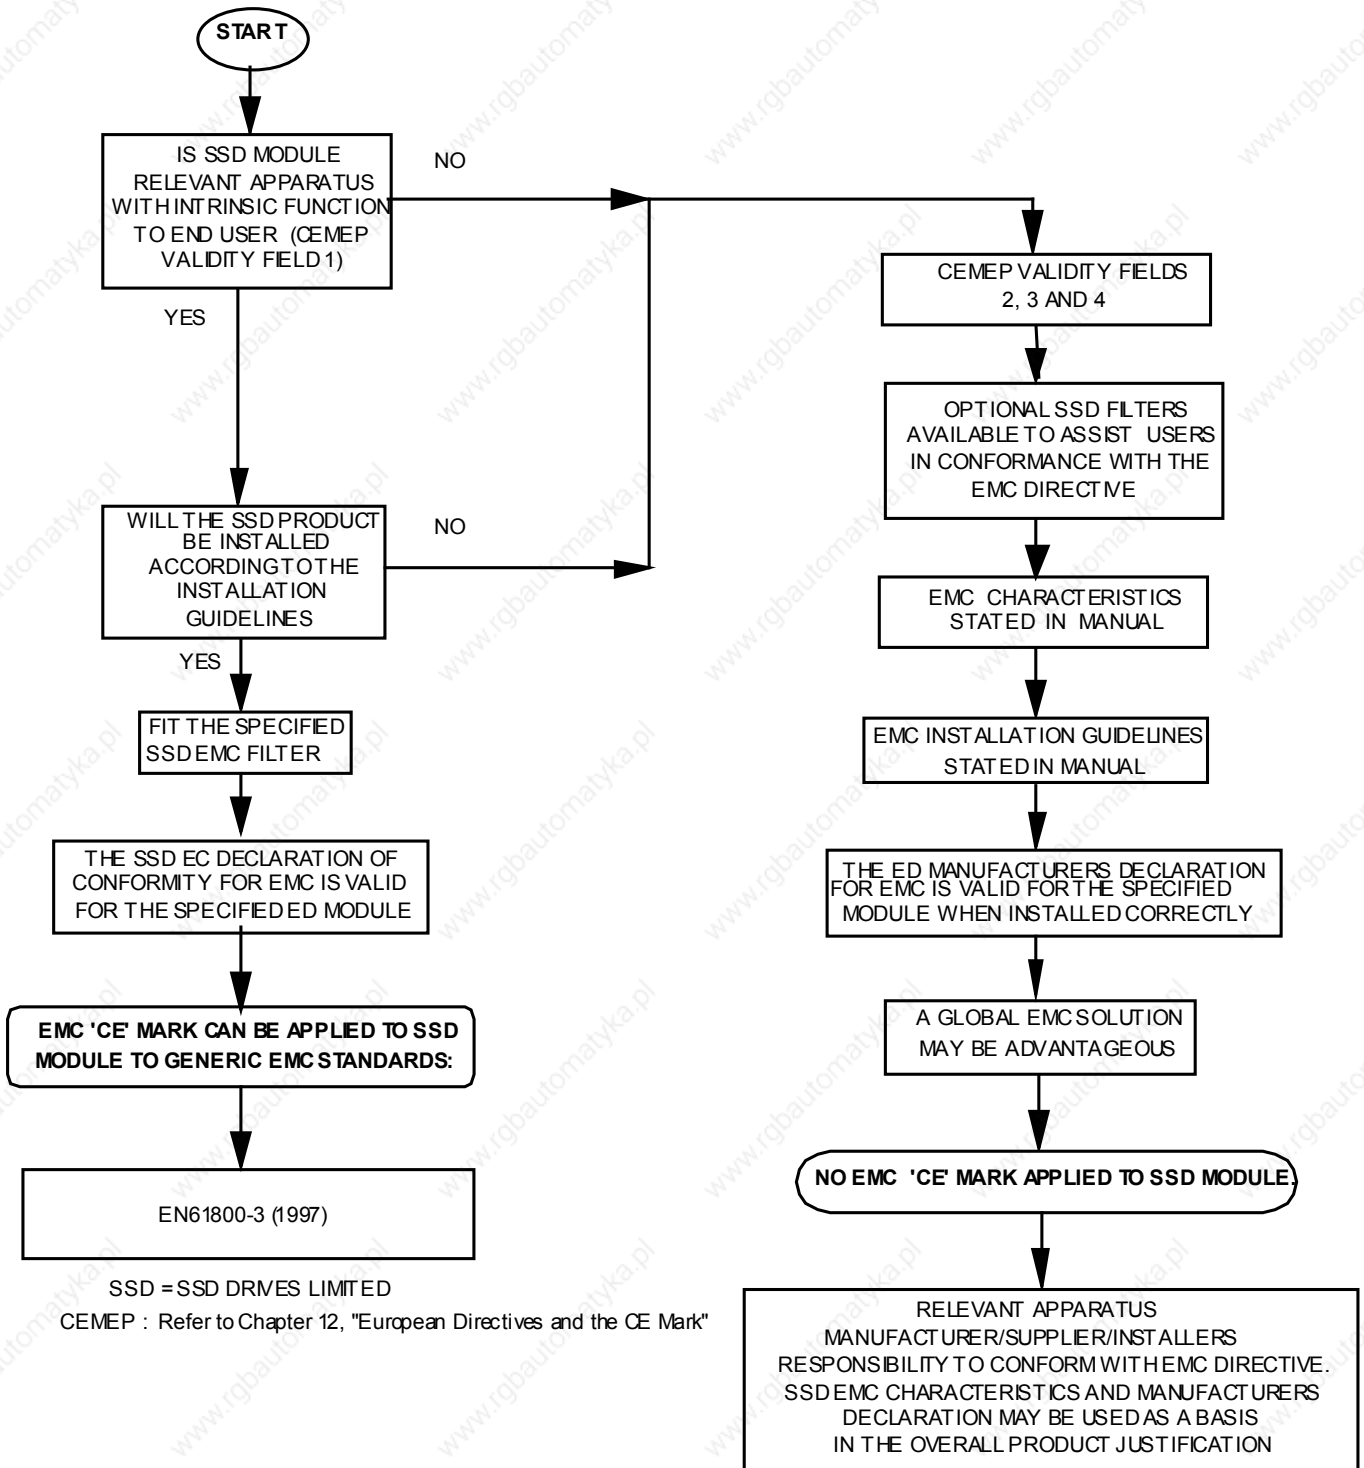 START
IS SSD MODULE
RELEVANT APPARATUS
WITH INTRINSIC FUNCTION
TO END USER (CEMEP
VALIDITY FIELD 1)
NO
YES
WILL THE SSD PRODUCT
BE INSTALLED
ACCORDING TO THE
INSTALLATION
GUIDELINES
NO
YES
FIT THE SPECIFIED
SSD EMC FILTER
THE SSD EC DECLARATION OF
CONFORMITY FOR EMC IS VALID
FOR THE SPECIFIED ED MODULE
EMC 'CE' MARK CAN BE APPLIED TO SSD
MODULE TO GENERIC EMC STANDARDS:
EN61800-3 (1997)
SSD = SSD DRIVES LIMITED
CEMEP : Refer to Chapter 12, "European Directives and the CE Mark"
CEMEP VALIDITY FIELDS
2, 3 AND 4
OPTIONAL SSD FILTERS
AVAILABLE TO ASSIST USERS
IN CONFORMANCE WITH THE
EMC DIRECTIVE
EMC CHARACTERISTICS
STATED IN MANUAL
EMC INSTALLATION GUIDELINES
STATED IN MANUAL
THE ED MANUFACTURERS DECLARATION
FOR EMC IS VALID FOR THE SPECIFIED
MODULE WHEN INSTALLED CORRECTLY
A GLOBAL EMC SOLUTION
MAY BE ADVANTAGEOUS
NO EMC 'CE' MARK APPLIED TO SSD MODULE.
RELEVANT APPARATUS
MANUFACTURER/SUPPLIER/INSTALLERS
RESPONSIBILITY TO CONFORM WITH EMC DIRECTIVE.
SSD EMC CHARACTERISTICS AND MANUFACTURERS
DECLARATION MAY BE USED AS A BASIS
IN THE OVERALL PRODUCT JUSTIFICATION
www.rgbautomatyka.pl